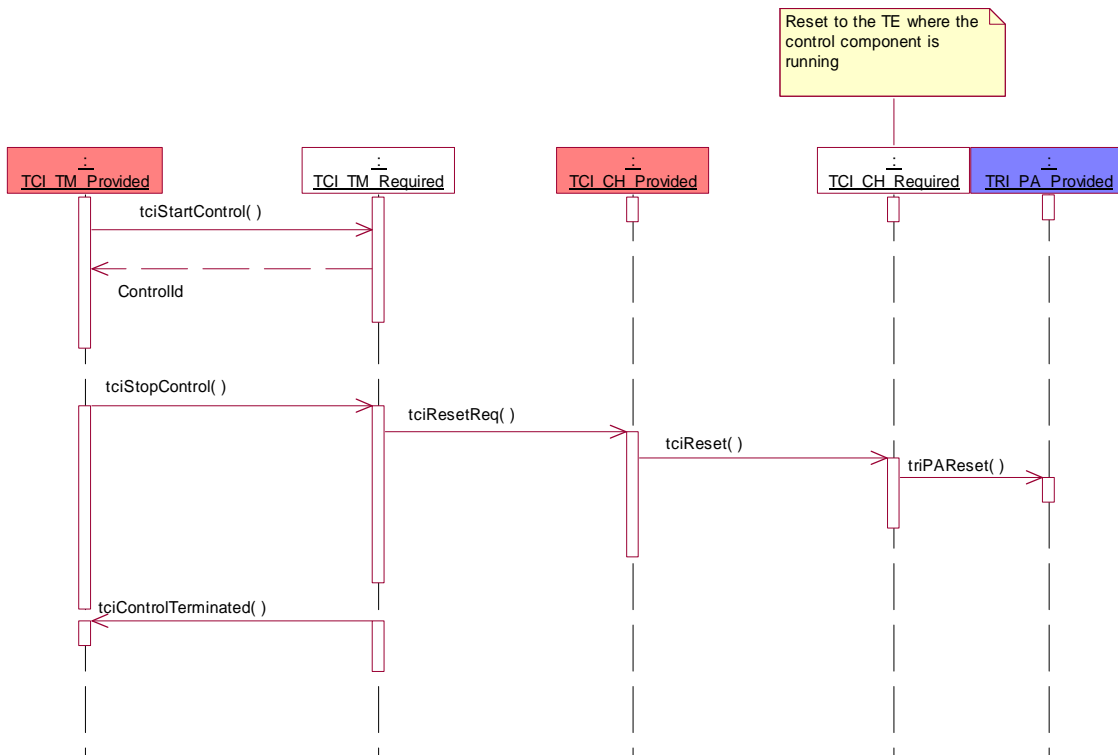 Reset to the TE where the
control component is
running
:
TCI_TM_Provided
:
TCI_TM_Required
:
TCI_CH_Provided
:
TCI_CH_Required
:
TRI_PA_Provided
tciStartControl( )
ControlId
tciStopControl( )
tciResetReq( )
tciReset( )
triPAReset( )
tciControlTerminated( )